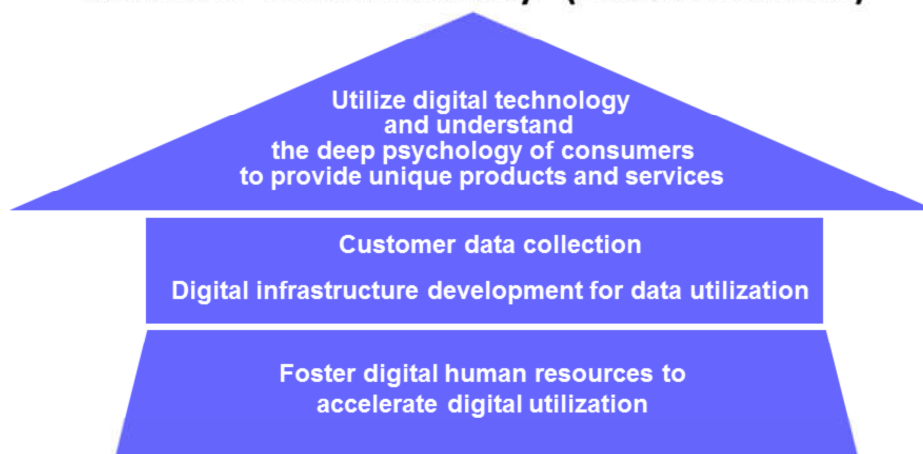 Utilize digital technology
and understand
the deep psychology of consumers
to provide unique products and services
Customer data collection
Digital infrastructure development for data utilization
Foster digital human resources to
accelerate digital utilization